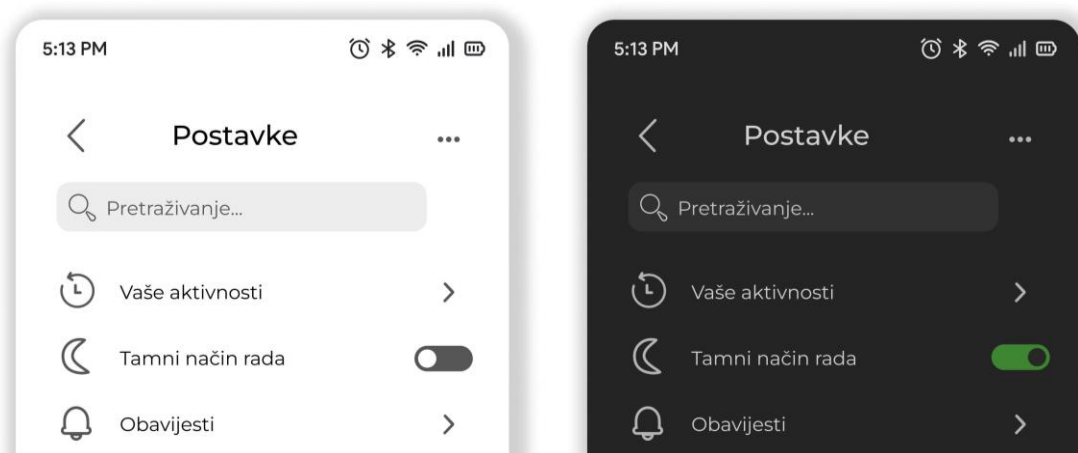 5:13 PM
Postavke
Pretraživanje...
Vaše aktivnosti
Tamni način rada
Obavijesti
5:13 PM
Postavke
Pretraživanje...
Vaše aktivnosti
Tamni način rada
Obavijesti